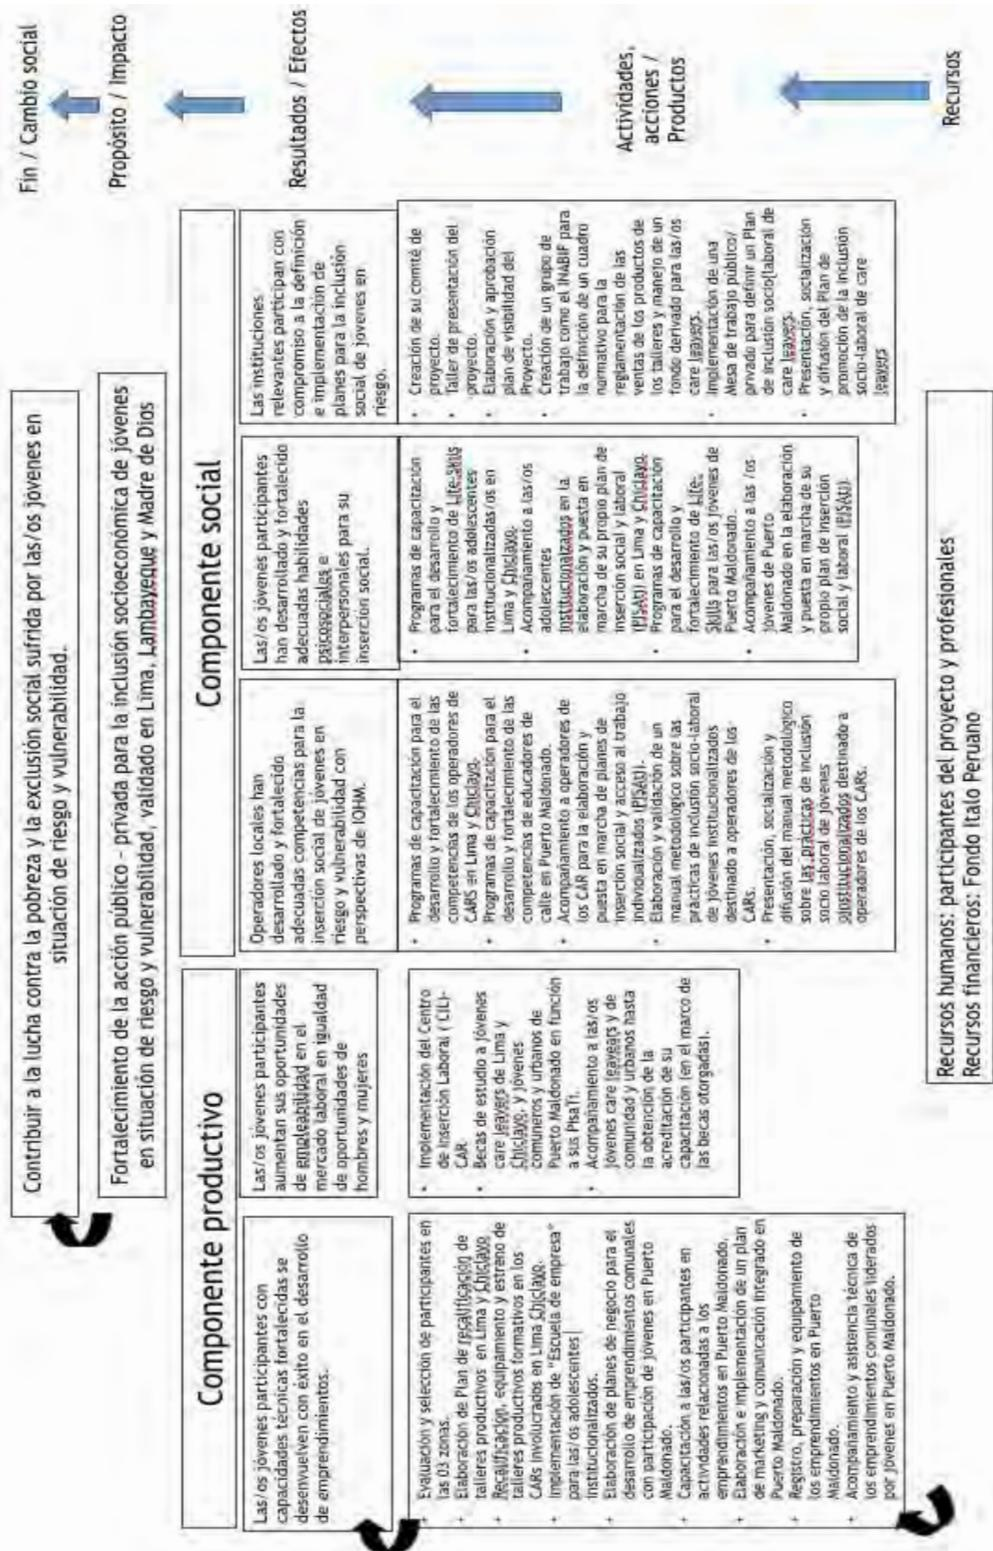 Contribuir a la lucha contra la pobreza y la exclusión social sufrida por las/os jóvenes en
situación de riesgo y vulnerabilidad.
Fin / Cambio social
Fortalecimiento de la acción público - privada para la inclusión socioeconómica de jóvenes
en situación de riesgo y vulnerabilidad, validado en Lima, Lambayeque y Madre de Dios
Propósito / Impacto
Componente productivo
Las/os jóvenes participantes con
capacidades técnicas fortalecidas se
desenvuelven con éxito en el desarrollo
de emprendimientos.
Las/os jóvenes participantes
aumentan sus oportunidades
de empleabilidad en el
mercado laboral en igualdad
de oportunidades de
hombres y mujeres
Componente social
Operadores locales han
desarrollado y fortalecido
adecuadas competencias para la
inserción social de jóvenes en
riesgo y vulnerabilidad con
perspectivas de IOHM.
Las/os jóvenes participantes
han desarrollado y fortalecido
adecuadas habilidades
psicosociales e
interpersonales para su
inserción social.
Las instituciones
relevantes participan con
compromiso a la definición
e implementación de
planes para la inclusión
social de jóvenes en
riesgo.
Resultados / Efectos
• Evaluación y selección de participantes en
las 03 zonas.
• Elaboración de Plan de recalificación de
talleres productivos en Lima y Chiclayo.
• Recalificación, equipamiento y estreno de
talleres productivos formativos en los
CARs involucrados en Lima Chiclayo.
• Implementación de "Escuela de empresa"
para las/os adolescentes
institucionalizados.
• Elaboración de planes de negocio para el
desarrollo de emprendimientos comunales
con participación de jóvenes en Puerto
Maldonado.
• Capacitación a las/os participantes en
actividades relacionadas a los
emprendimientos en Puerto Maldonado.
• Elaboración e implementación de un plan
de marketing y comunicación integrado en
Puerto Maldonado.
• Registro, preparación y equipamiento de
los emprendimientos en Puerto
Maldonado.
• Acompañamiento y asistencia técnica de
los emprendimientos comunales liderados
por jóvenes en Puerto Maldonado.
• Implementación del Centro
de Inserción Laboral ( CIL)-
CAR.
• Becas de estudio a jóvenes
care leavers de Lima y
Chiclayo, y jóvenes
comuneros y urbanos de
Puerto Maldonado en función
a sus PisaTi.
• Acompañamiento a las/os
jóvenes care leavears y de
comunidad y urbanos hasta
la obtención de la
acreditación de su
capacitación (en el marco de
las becas otorgadas).
• Programas de capacitación para el
desarrollo y fortalecimiento de las
competencias de los operadores de
CARS en Lima y Chiclayo.
• Programas de capacitación para el
desarrollo y fortalecimiento de las
competencias de educadores de
calle en Puerto Maldonado.
• Acompañamiento a operadores de
los CAR para la elaboración y
puesta en marcha de planes de
inserción social y acceso al trabajo
individualizados (PISATI).
• Elaboración y validación de un
manual metodológico sobre las
prácticas de inclusión socio-laboral
de jóvenes institucionalizados
destinado a operadores de los
CARs.
• Presentación, socialización y
difusión del manual metodológico
sobre las prácticas de inclusión
socio laboral de jóvenes
institucionalizados destinado a
operadores de los CARs.
• Programas de capacitación
para el desarrollo y
fortalecimiento de Life-Skills
para las/os adolescentes
institucionalizadas/os en
Lima y Chiclayo.
• Acompañamiento a las/os
adolescentes
institucionalizados en la
elaboración y puesta en
marcha de su propio plan de
inserción social y laboral
(PISAti) en Lima y Chiclayo.
• Programas de capacitación
para el desarrollo y
fortalecimiento de Life-
Skills para las/os jóvenes de
Puerto Maldonado.
• Acompañamiento a las /os
jóvenes de Puerto
Maldonado en la elaboración
y puesta en marcha de su
propio plan de inserción
social y laboral (PISAti).
• Creación de su comité de
proyecto.
• Taller de presentación del
proyecto.
• Elaboración y aprobación
plan de visibilidad del
Proyecto.
• Creación de un grupo de
trabajo como el INABIF para
la definición de un cuadro
normativo para la
reglamentación de las
ventas de los productos de
los talleres y manejo de un
fondo derivado para las/os
care leavers.
• Implementación de una
Mesa de trabajo público/
privado para definir un Plan
de inclusión socio|laboral de
care leavers.
• Presentación, socialización
y difusión del Plan de
promoción de la inclusión
socio-laboral de care
leavers
Actividades,
acciones /
Productos
Recursos humanos: participantes del proyecto y profesionales
Recursos financieros: Fondo Italo Peruano
Recursos